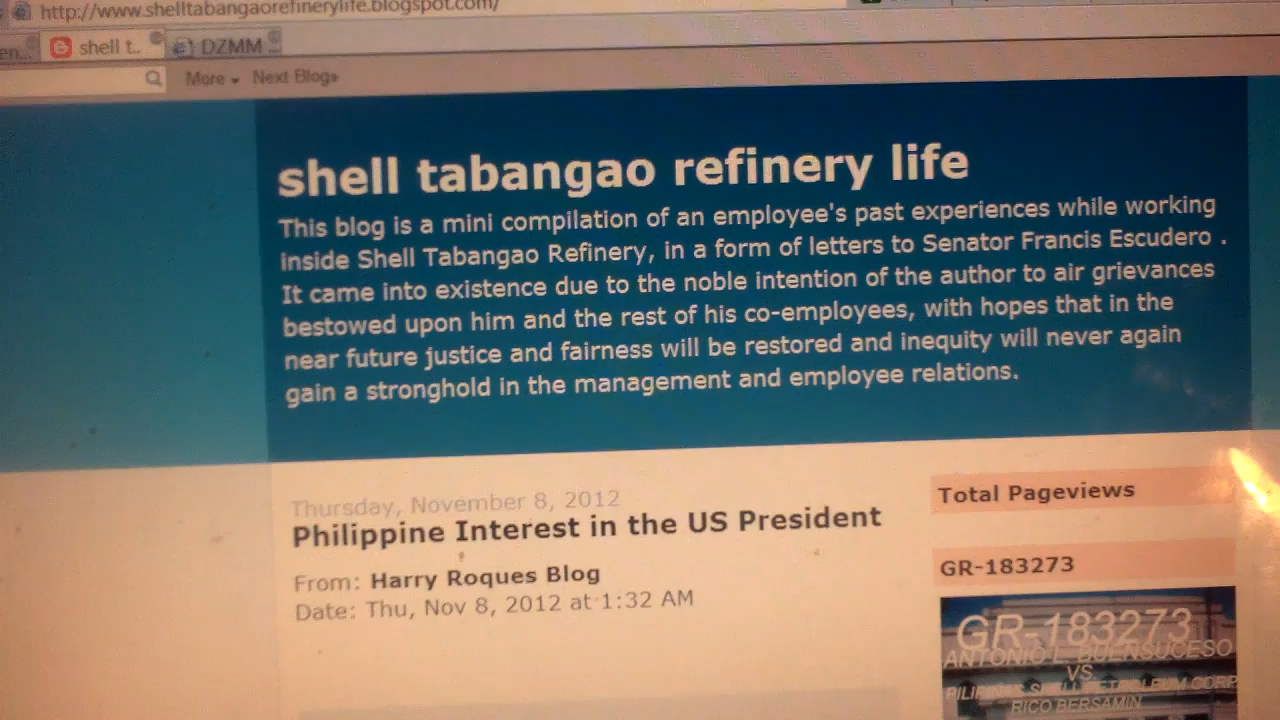 http://www.shelltabangaorefinerylife.blogspot.com/
en... shell t.. DZMM
More Next Blog»
shell tabangao refinery life
This blog is a mini compilation of an employee's past experiences while working
inside Shell Tabangao Refinery, in a form of letters to Senator Francis Escudero .
It came into existence due to the noble intention of the author to air grievances
bestowed upon him and the rest of his co-employees, with hopes that in the
near future justice and fairness will be restored and inequity will never again
gain a stronghold in the management and employee relations.
Thursday, November 8, 2012
Philippine Interest in the US President
From: Harry Roques Blog
Date: Thu, Nov 8, 2012 at 1:32 AM
Total Pageviews
GR-183273
GR-183273
ANTONIO L. BUENSUCESO
VS.
PILIPINAS SHELL PETROLEUM CORP.
RICO BERSAMIN